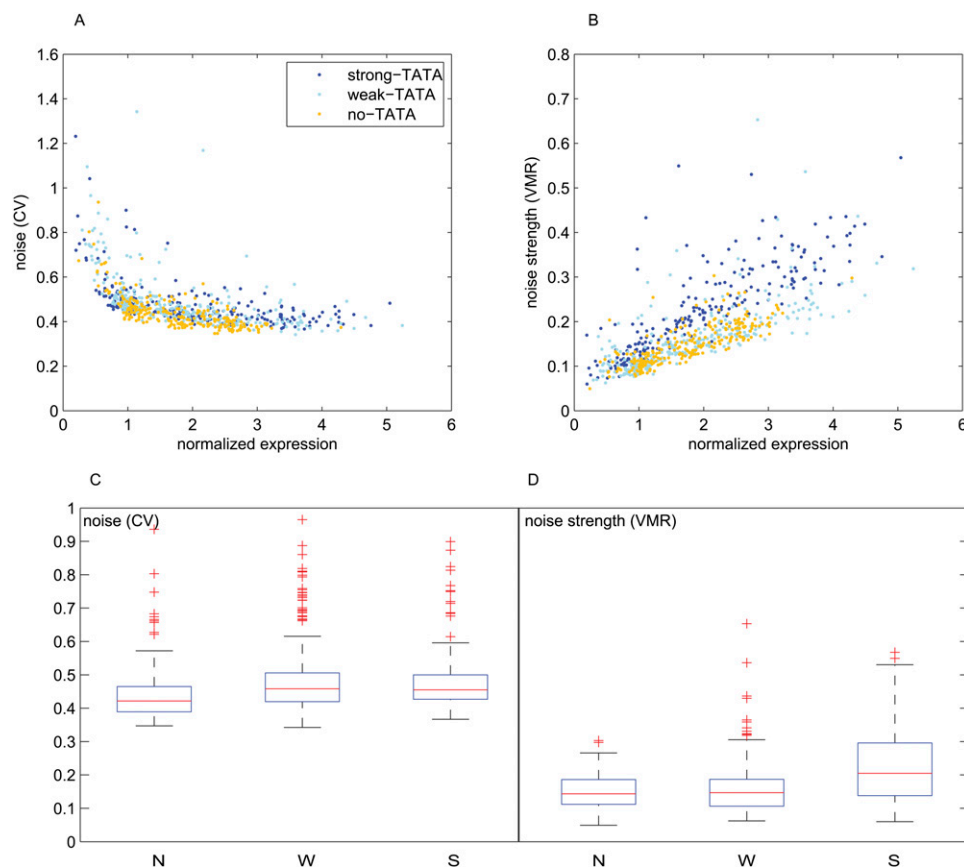 A
B
1.6
1.4
1.2
1
0.8
0.6
0.4
0.2
0
noise (CV)
strong−TATA
weak−TATA
no−TATA
0 1 2 3 4 5 6
normalized expression
0.8
0.7
0.6
0.5
0.4
0.3
0.2
0.1
0
noise strength (VMR)
0 1 2 3 4 5 6
normalized expression
C
D
noise (CV)
noise strength (VMR)
1
0.9
0.8
0.7
0.6
0.5
0.4
0.3
0.2
0.1
0
N W S N W S